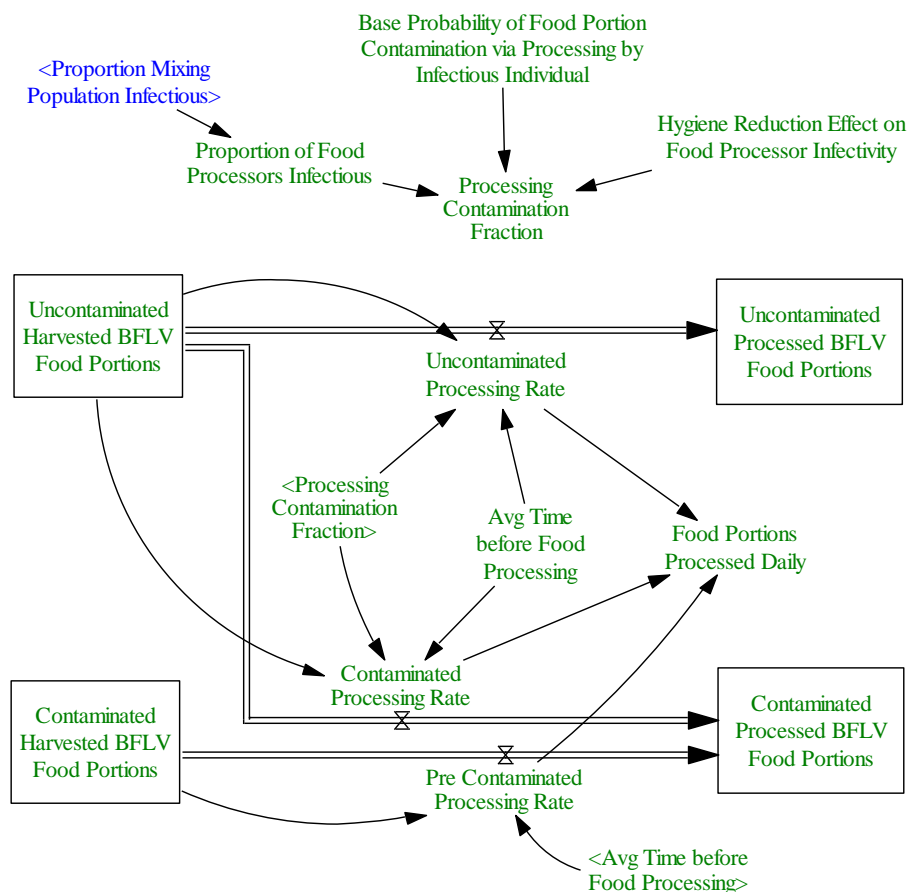 Base Probability of Food Portion
Contamination via Processing by
Infectious Individual
<Proportion Mixing
Population Infectious>
Hygiene Reduction Effect on
Food Processor Infectivity
Proportion of Food
Processors Infectious
Processing
Contamination
Fraction
Uncontaminated
Harvested BFLV
Food Portions
Uncontaminated
Processed BFLV
Food Portions
Uncontaminated
Processing Rate
<Processing
Contamination
Fraction>
Avg Time
before Food
Processing
Food Portions
Processed Daily
Contaminated
Processing Rate
Contaminated
Harvested BFLV
Food Portions
Contaminated
Processed BFLV
Food Portions
Pre Contaminated
Processing Rate
<Avg Time before
Food Processing>